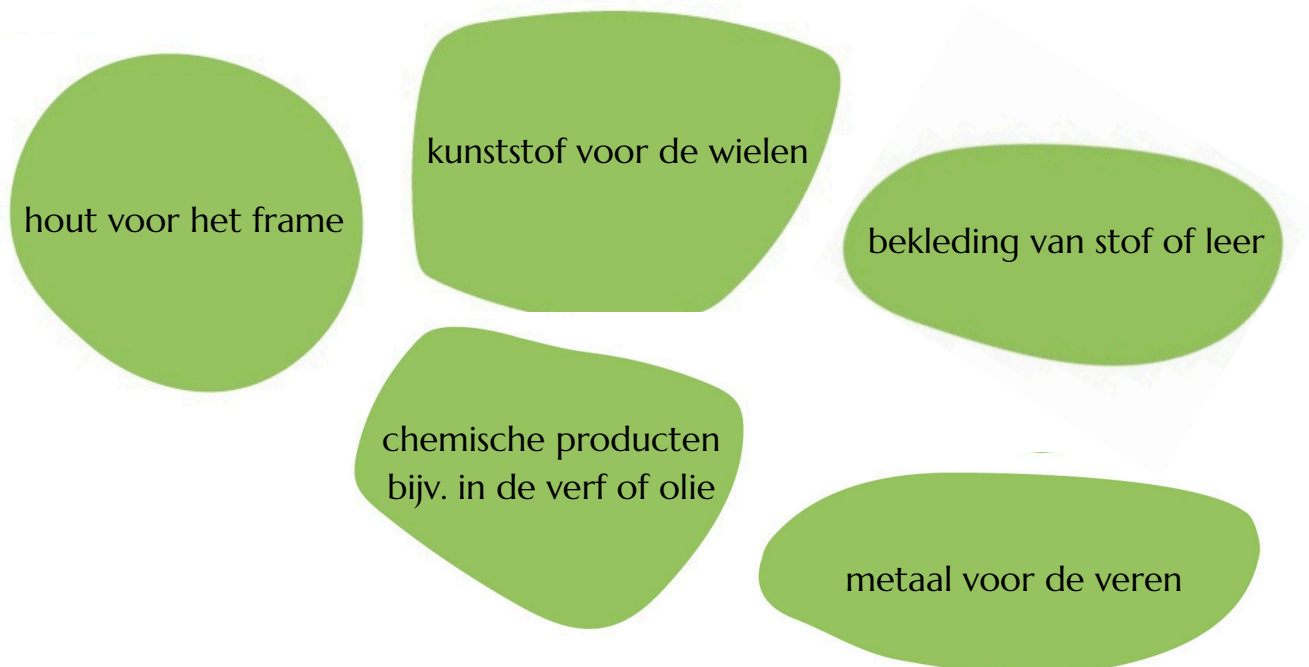 kunststof voor de wielen
hout voor het frame
bekleding van stof of leer
chemische producten
bijv. in de verf of olie
metaal voor de veren